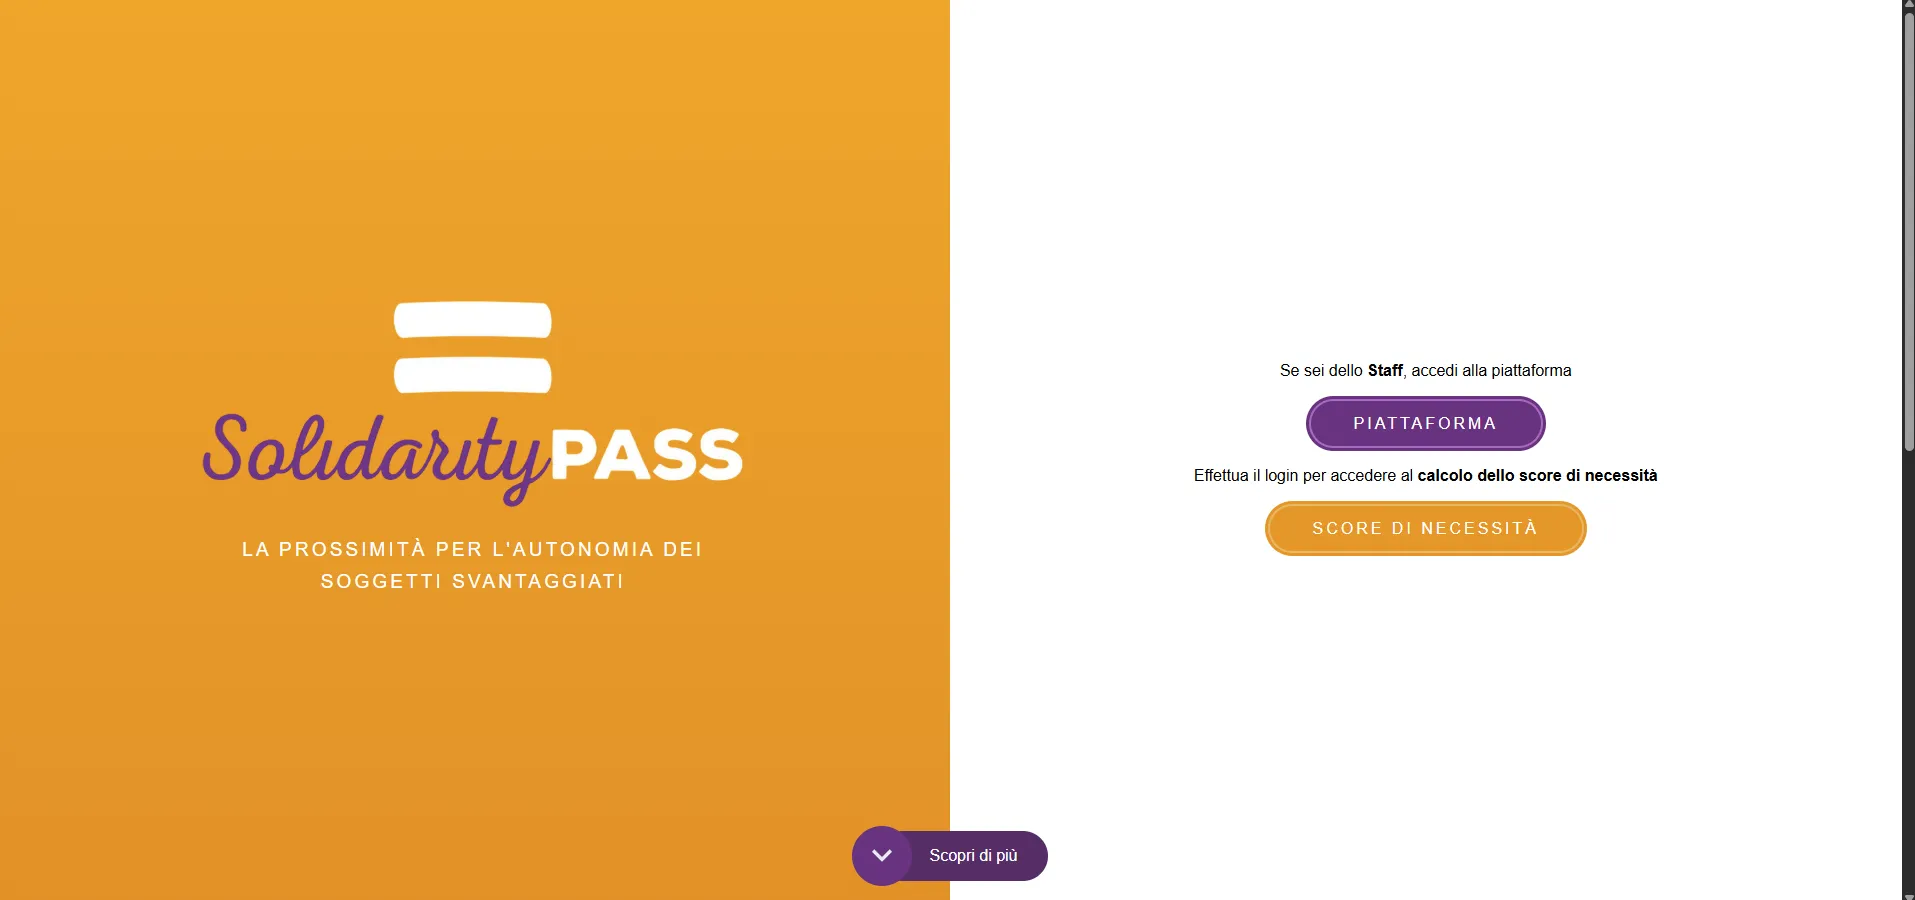 SolidarityPASS
LA PROSSIMITÀ PER L'AUTONOMIA DEI
SOGGETTI SVANTAGGIATI
Se sei dello Staff, accedi alla piattaforma
PIATTAFORMA
Effettua il login per accedere al calcolo dello score di necessità
SCORE DI NECESSITÀ
Scopri di più